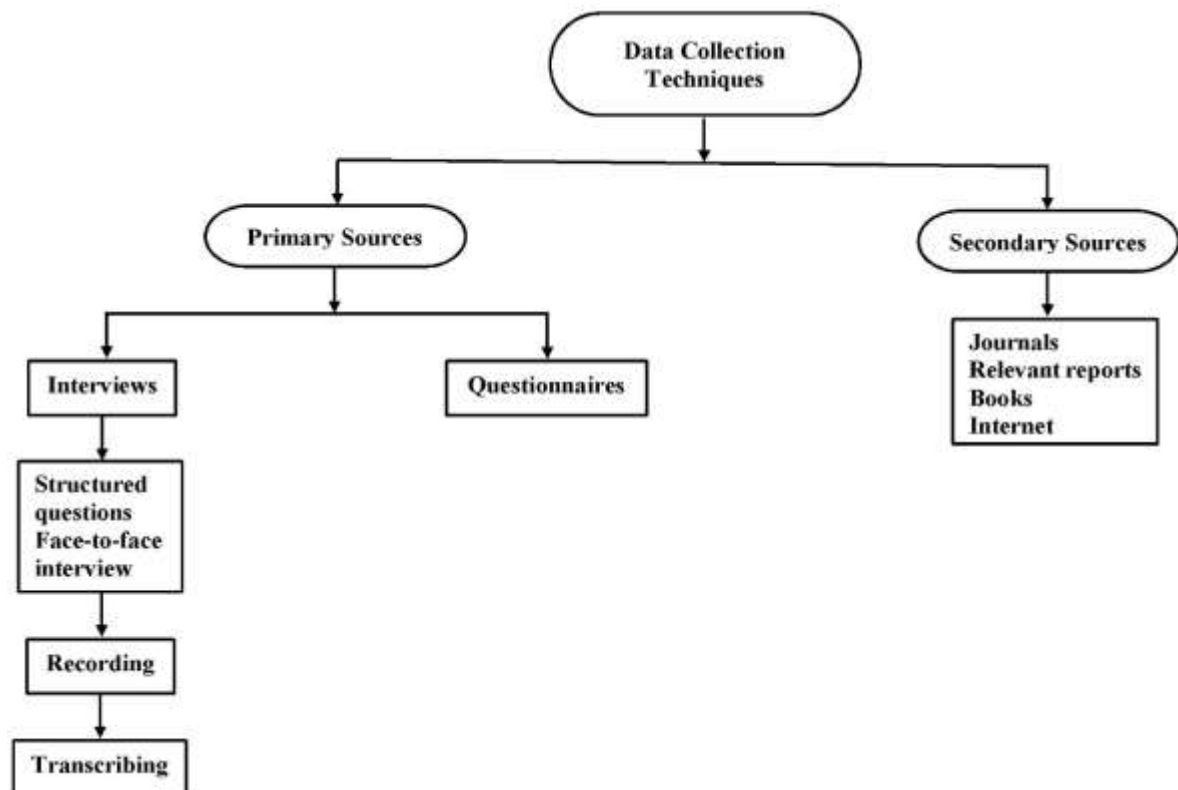 Data Collection
Techniques
Primary Sources
Secondary Sources
Interviews
Questionnaires
Journals
Relevant reports
Books
Internet
Structured
questions
Face-to-face
interview
Recording
Transcribing